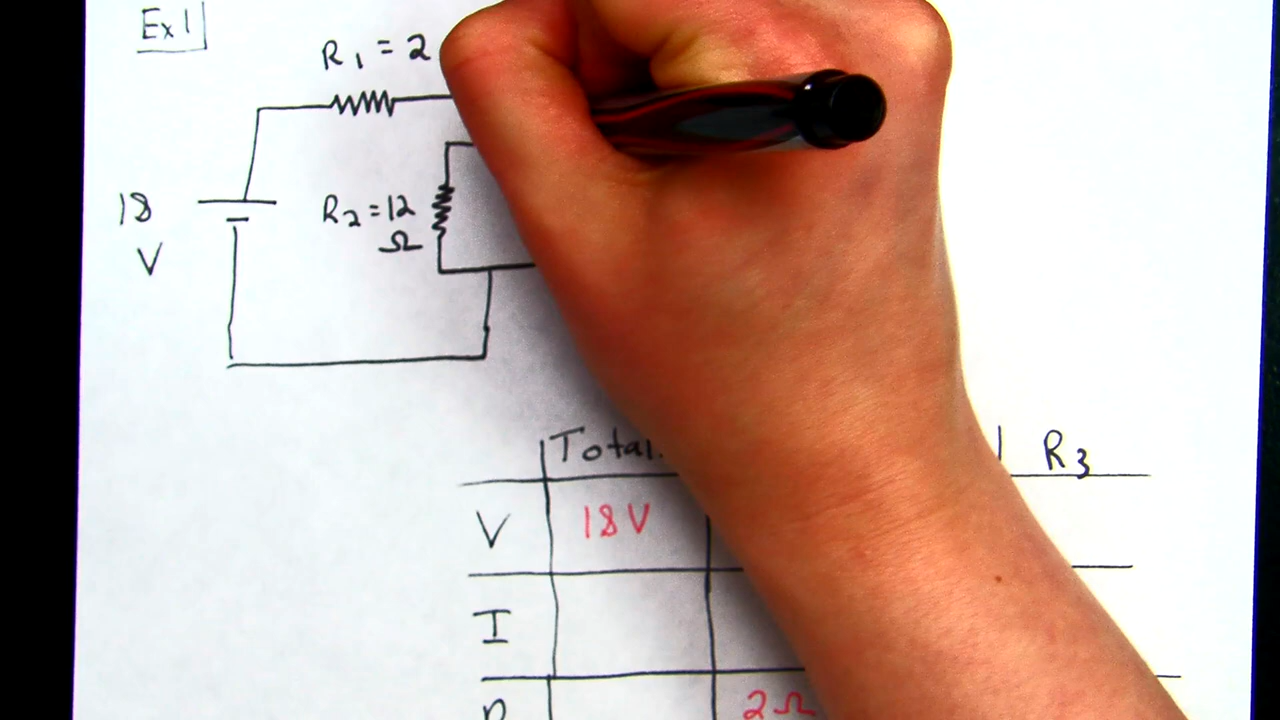 Ex 1
R1 = 2
18
V
R2 = 12
Ω
Total
R3
V
18V
I
2Ω